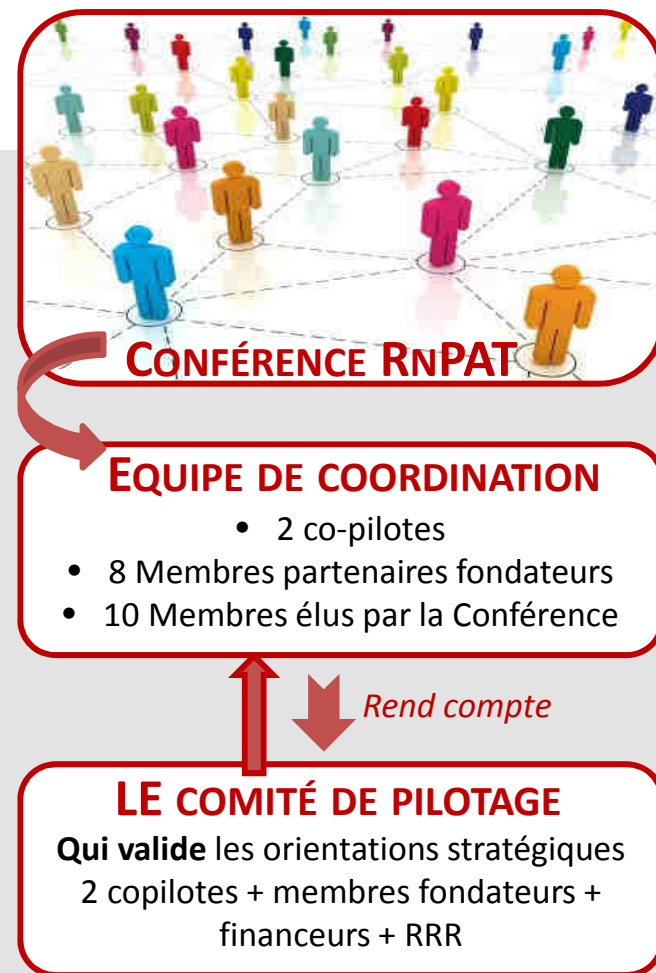 CONFÉRENCE RNPAT
EQUIPE DE COORDINATION
• 2 co-pilotes
• 8 Membres partenaires fondateurs
• 10 Membres élus par la Conférence
Rend compte
LE COMITÉ DE PILOTAGE
Qui valide les orientations stratégiques
2 copilotes + membres fondateurs +
financeurs + RRR